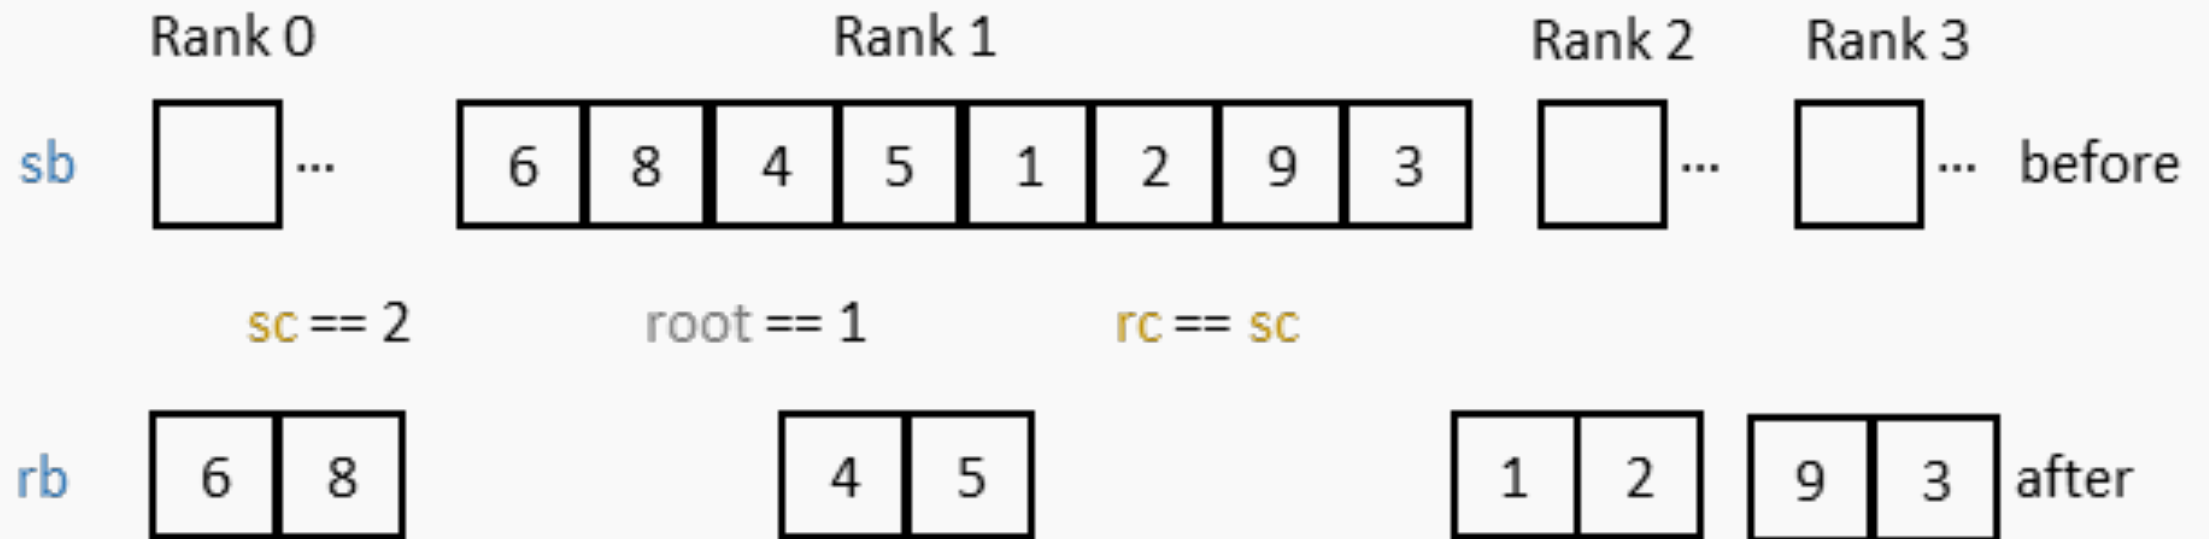 Rank 0 Rank 1 Rank 2 Rank 3
sb ... 6 8 4 5 1 2 9 3 ... ... before
sc == 2 root == 1 rc == sc
rb 6 8 4 5 1 2 9 3 after